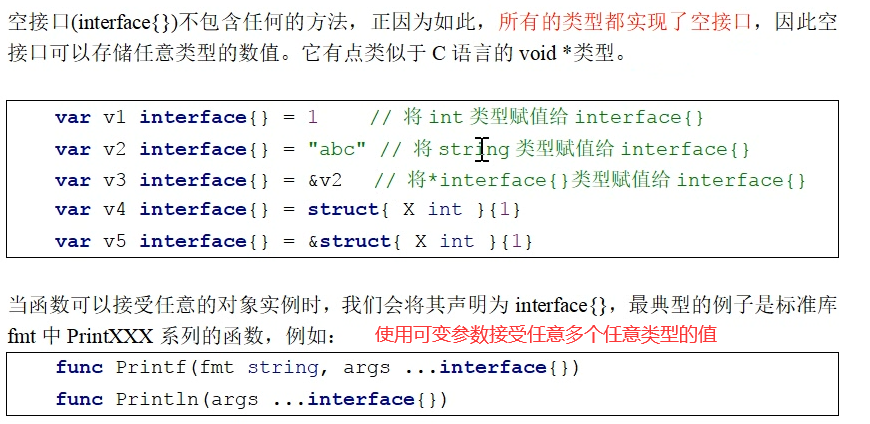 空接口(interface{})不包含任何的方法，正因为如此，所有的类型都实现了空接口，因此空
接口可以存储任意类型的数值。它有点类似于 C 语言的 void *类型。
var v1 interface{} = 1 // 将 int 类型赋值给 interface{}
var v2 interface{} = "abc" // 将 string 类型赋值给 interface{}
var v3 interface{} = &v2 // 将*interface{}类型赋值给 interface{}
var v4 interface{} = struct{ X int }{1}
var v5 interface{} = &struct{ X int }{1}
当函数可以接受任意的对象实例时，我们会将其声明为 interface{}，最典型的例子是标准库
fmt 中 PrintXXX 系列的函数，例如： 使用可变参数接受任意多个任意类型的值
func Printf(fmt string, args ...interface{})
func Println(args ...interface{})